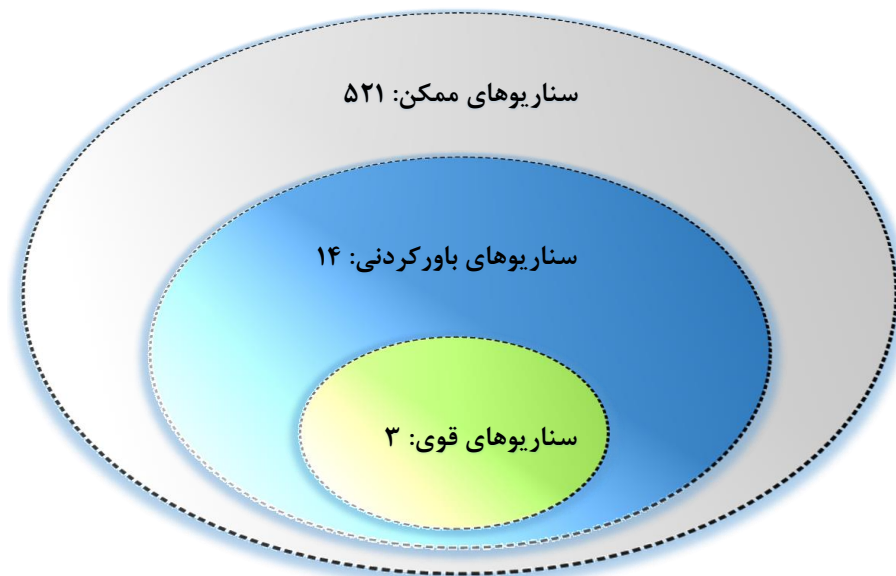 سناریوهای ممکن: ۵۲۱
سناریوهای باورکردنی: ۱۴
سناریوهای قوی: ۳